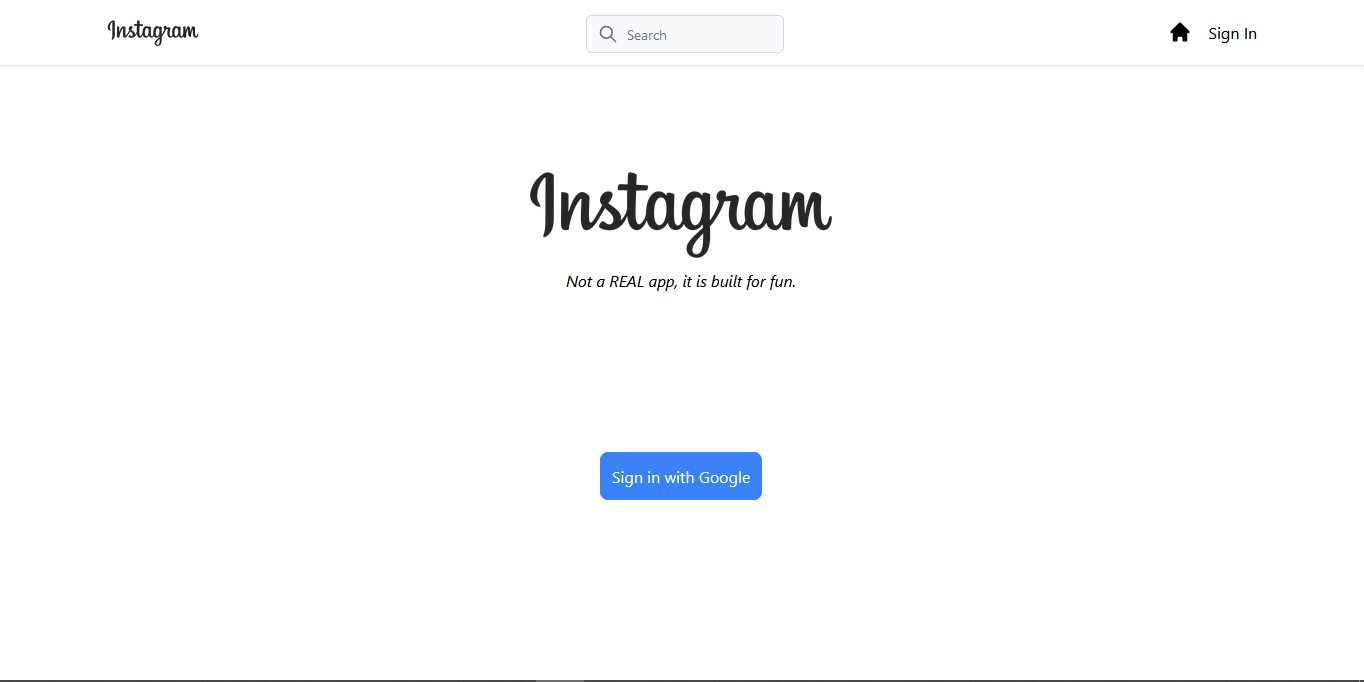 Instagram
Search
Sign In
Instagram
Not a REAL app, it is built for fun.
Sign in with Google